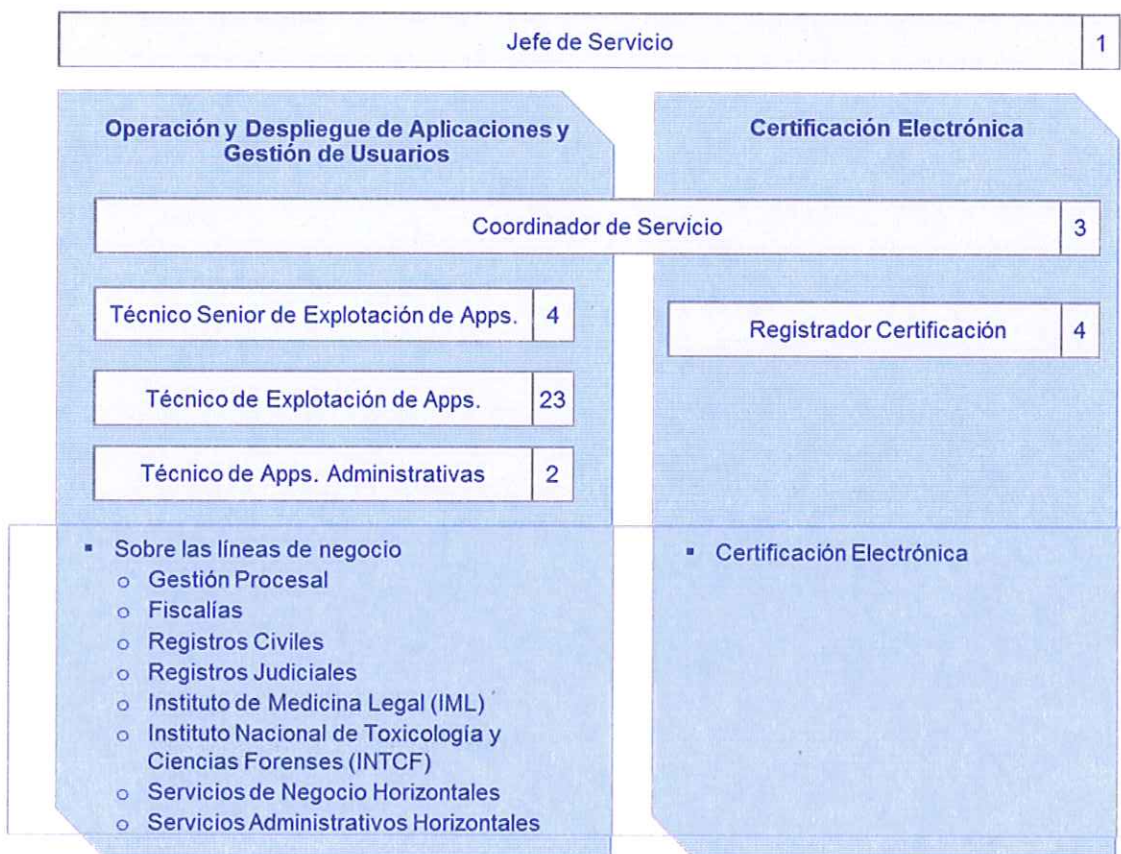 Jefe de Servicio 1
Operación y Despliegue de Aplicaciones y
Gestión de Usuarios
Certificación Electrónica
Coordinador de Servicio 3
Técnico Senior de Explotación de Apps. 4
Registrador Certificación 4
Técnico de Explotación de Apps. 23
Técnico de Apps. Administrativas 2
▪ Sobre las líneas de negocio
o Gestión Procesal
o Fiscalías
o Registros Civiles
o Registros Judiciales
o Instituto de Medicina Legal (IML)
o Instituto Nacional de Toxicología y
Ciencias Forenses (INTCF)
o Servicios de Negocio Horizontales
o Servicios Administrativos Horizontales
▪ Certificación Electrónica